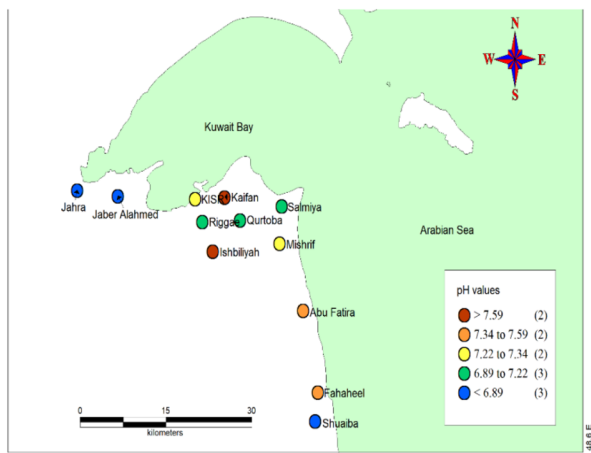 N
W E
S
Kuwait Bay
Jahra
Jaber Alahmed
KISR
Kaifan
Salmiya
Riggae
Qurtoba
Arabian Sea
Ishbiliyah
Mishrif
Abu Fatira
Fahaheel
Shuaiba
pH values
> 7.59 (2)
7.34 to 7.59 (2)
7.22 to 7.34 (2)
6.89 to 7.22 (3)
< 6.89 (3)
0 15 30
kilometers
48.6 E